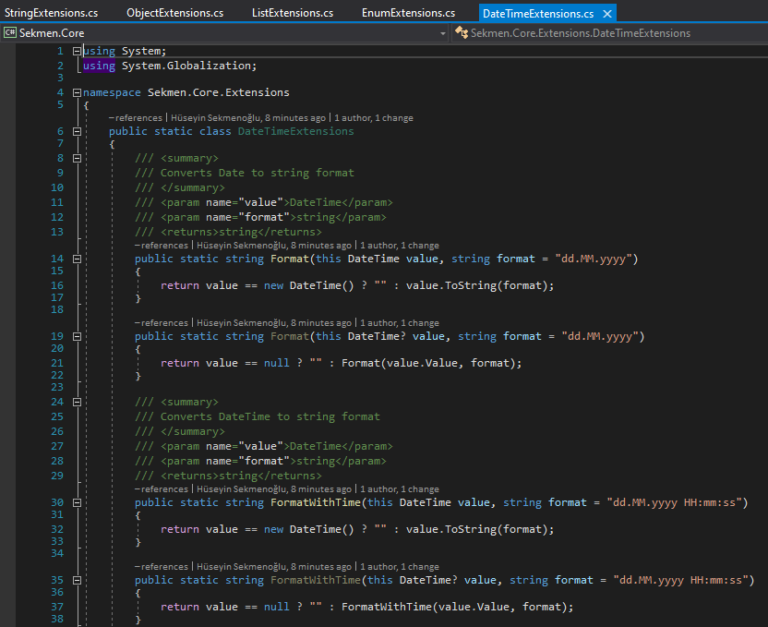 StringExtensions.cs ObjectExtensions.cs ListExtensions.cs EnumExtensions.cs DateTimeExtensions.cs
C# Sekmen.Core Sekmen.Core.Extensions.DateTimeExtensions
1 using System;
2 using System.Globalization;
3
4 namespace Sekmen.Core.Extensions
5 {
–references | Hüseyin Sekmenoğlu, 8 minutes ago | 1 author, 1 change
6 public static class DateTimeExtensions
7 {
8 /// <summary>
9 /// Converts Date to string format
10 /// </summary>
11 /// <param name="value">DateTime</param>
12 /// <param name="format">string</param>
13 /// <returns>string</returns>
–references | Hüseyin Sekmenoğlu, 8 minutes ago | 1 author, 1 change
14 public static string Format(this DateTime value, string format = "dd.MM.yyyy")
15 {
16 return value == new DateTime() ? "" : value.ToString(format);
17 }
18
–references | Hüseyin Sekmenoğlu, 8 minutes ago | 1 author, 1 change
19 public static string Format(this DateTime? value, string format = "dd.MM.yyyy")
20 {
21 return value == null ? "" : Format(value.Value, format);
22 }
23
24 /// <summary>
25 /// Converts DateTime to string format
26 /// </summary>
27 /// <param name="value">DateTime</param>
28 /// <param name="format">string</param>
29 /// <returns>string</returns>
–references | Hüseyin Sekmenoğlu, 8 minutes ago | 1 author, 1 change
30 public static string FormatWithTime(this DateTime value, string format = "dd.MM.yyyy HH:mm:ss")
31 {
32 return value == new DateTime() ? "" : value.ToString(format);
33 }
34
–references | Hüseyin Sekmenoğlu, 8 minutes ago | 1 author, 1 change
35 public static string FormatWithTime(this DateTime? value, string format = "dd.MM.yyyy HH:mm:ss")
36 {
37 return value == null ? "" : FormatWithTime(value.Value, format);
38 }